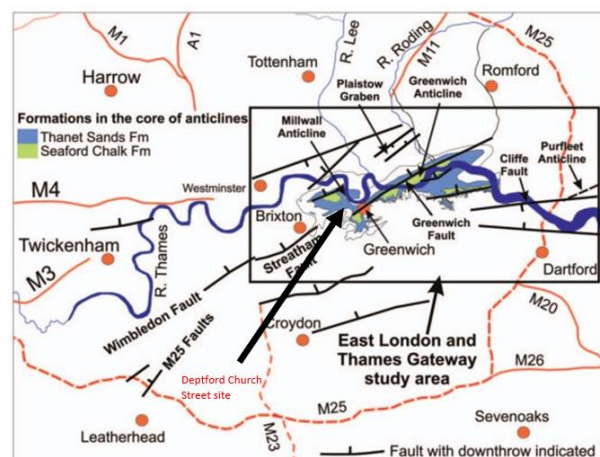 M1
A1
R. Lee
R. Roding
M11
M25
Harrow
Tottenham
Romford
Plaistow
Graben
Greenwich
Anticline
Formations in the core of anticlines
Thanet Sands Fm
Seaford Chalk Fm
Millwall
Anticline
Purfleet
Anticline
Cliffe
Fault
M4
Westminster
Brixton
Twickenham
R. Thames
Streatham
Fault
Greenwich
Fault
Greenwich
Dartford
M3
Wimbledon Fault
M25 Faults
Croydon
M20
East London and
Thames Gateway
study area
Deptford Church
Street site
M26
M25
M23
Leatherhead
Sevenoaks
Fault with downthrow indicated